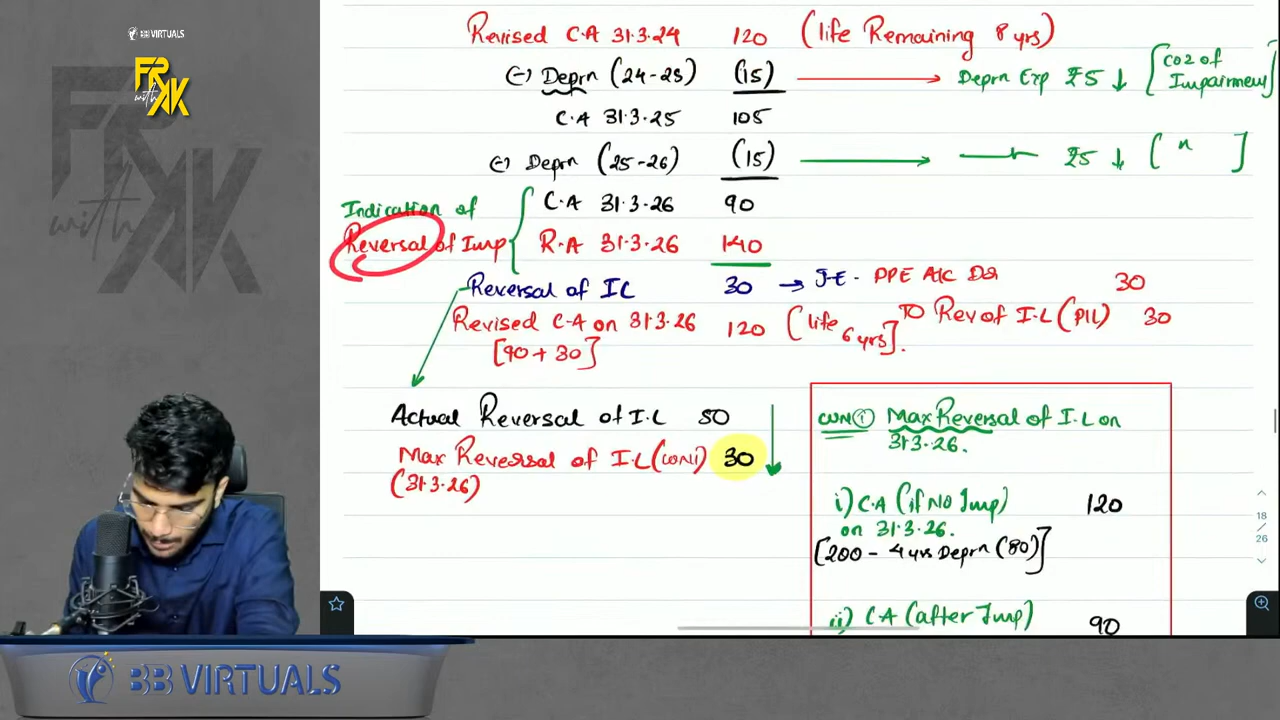 BB VIRTUALS
FR
with AK
Revised C.A 31.3.24 120 (life Remaining 8 yrs)
(-) Deprn (24-25) (15) → Deprn Exp ₹5 ↓ [CO2 of Impairment]
C.A 31.3.25 105
(-) Deprn (25-26) (15) → ₹5 ↓ [ " ]
C.A 31.3.26 90
Indication of
Reversal of Imp
R.A 31.3.26 140
Reversal of IL 30 → J.E - PPE A/C Dr 30
To Rev of I.L (P/L) 30
Revised C.A on 31.3.26 120 [life 6 yrs].
[90 + 30]
Actual Reversal of I.L 50
Max Reversal of I.L (WN1) 30
(31.3.26)
WN① Max Reversal of I.L on
31.3.26.
i) CA (if No Imp) 120
on 31.3.26.
[200 - 4 yrs Deprn (80)]
ii) CA (after Imp) 90
18
/
26
BB VIRTUALS